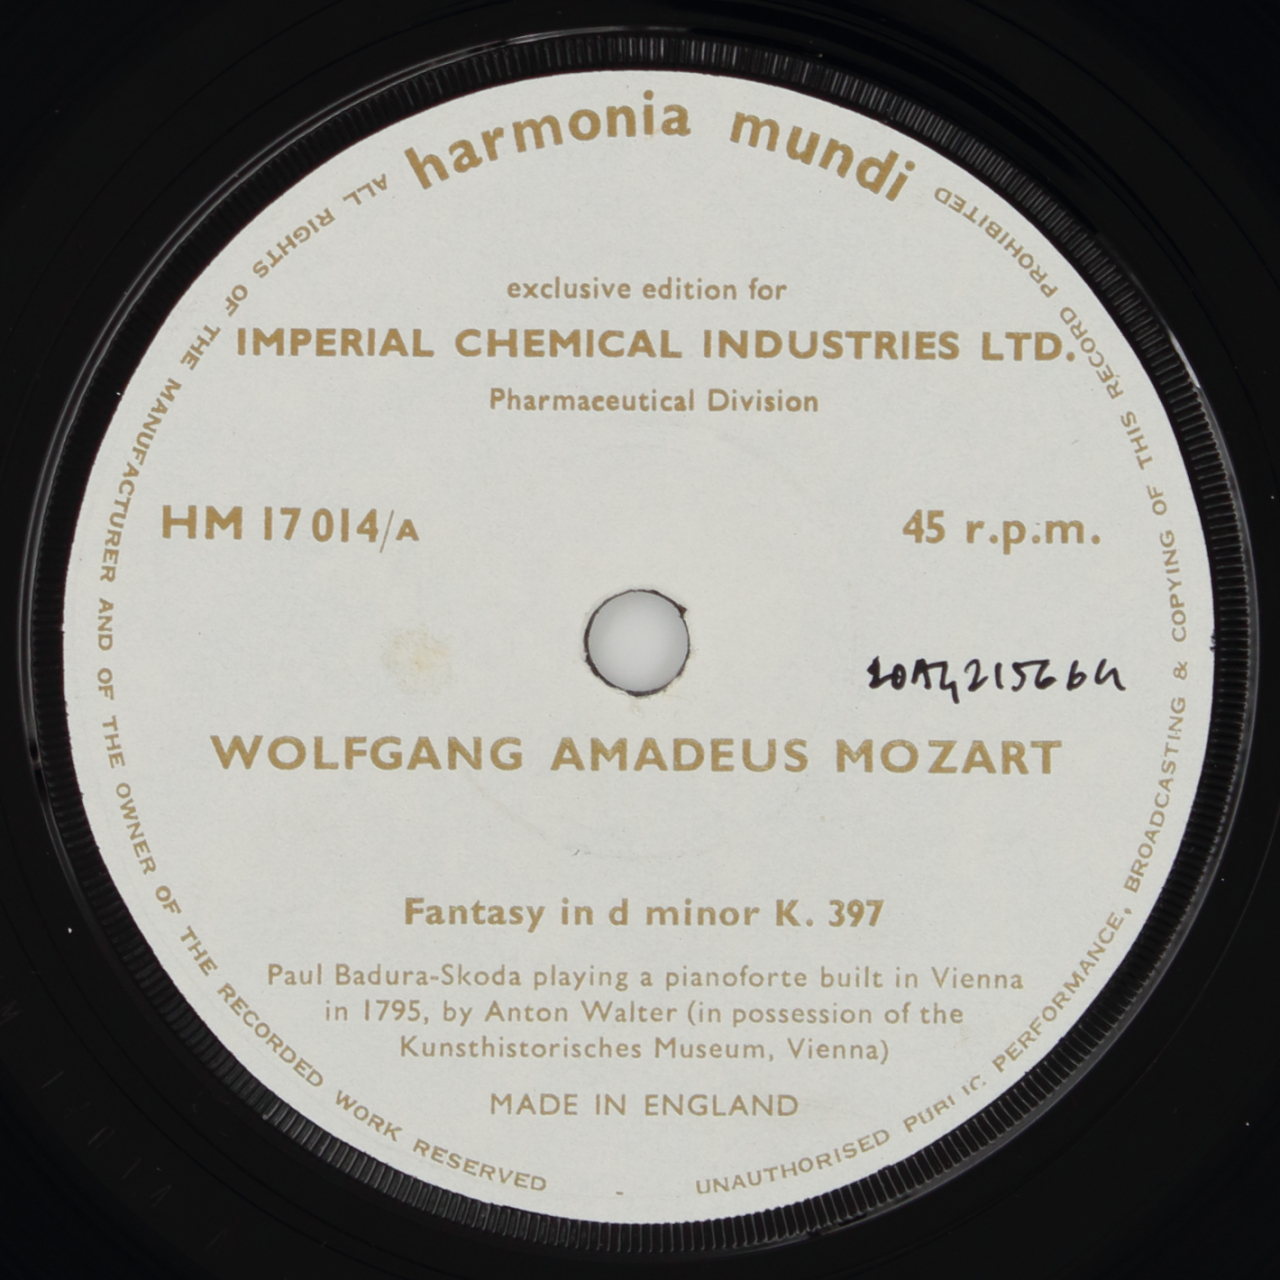 harmonia mundi
exclusive edition for
IMPERIAL CHEMICAL INDUSTRIES LTD.
Pharmaceutical Division
HM 17014/A
45 r.p.m.
WOLFGANG AMADEUS MOZART
Fantasy in d minor K. 397
Paul Badura-Skoda playing a pianoforte built in Vienna
in 1795, by Anton Walter (in possession of the
Kunsthistorisches Museum, Vienna)
MADE IN ENGLAND
ALL RIGHTS OF THE MANUFACTURER AND OF THE OWNER OF THE RECORDED WORK RESERVED
UNAUTHORISED PUBLIC PERFORMANCE, BROADCASTING & COPYING OF THIS RECORD PROHIBITED